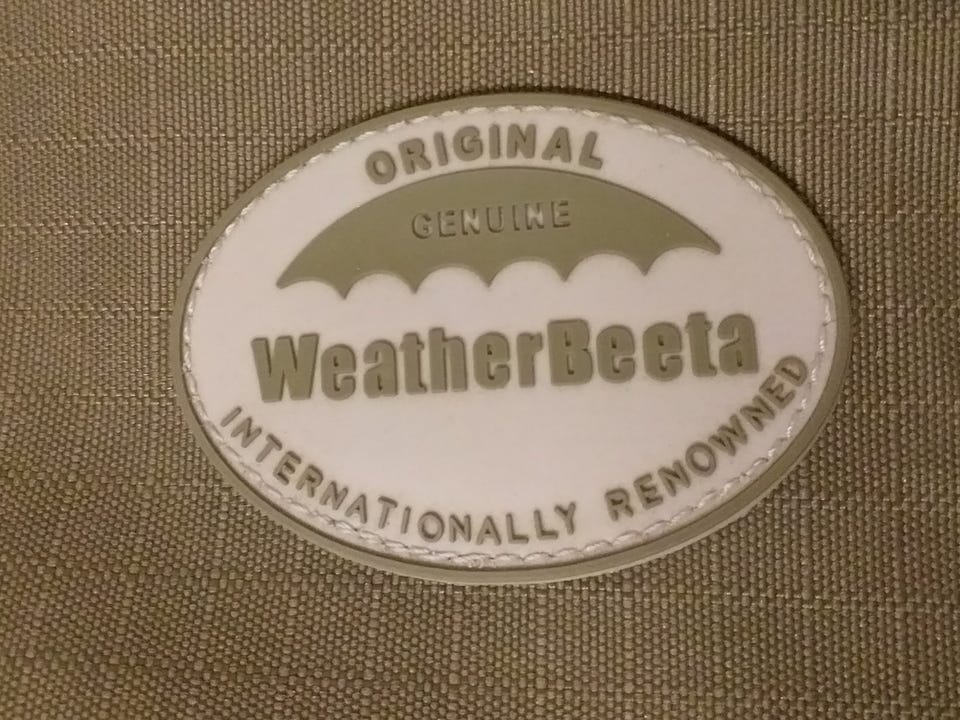 ORIGINAL
GENUINE
WeatherBeeta
INTERNATIONALLY RENOWNED